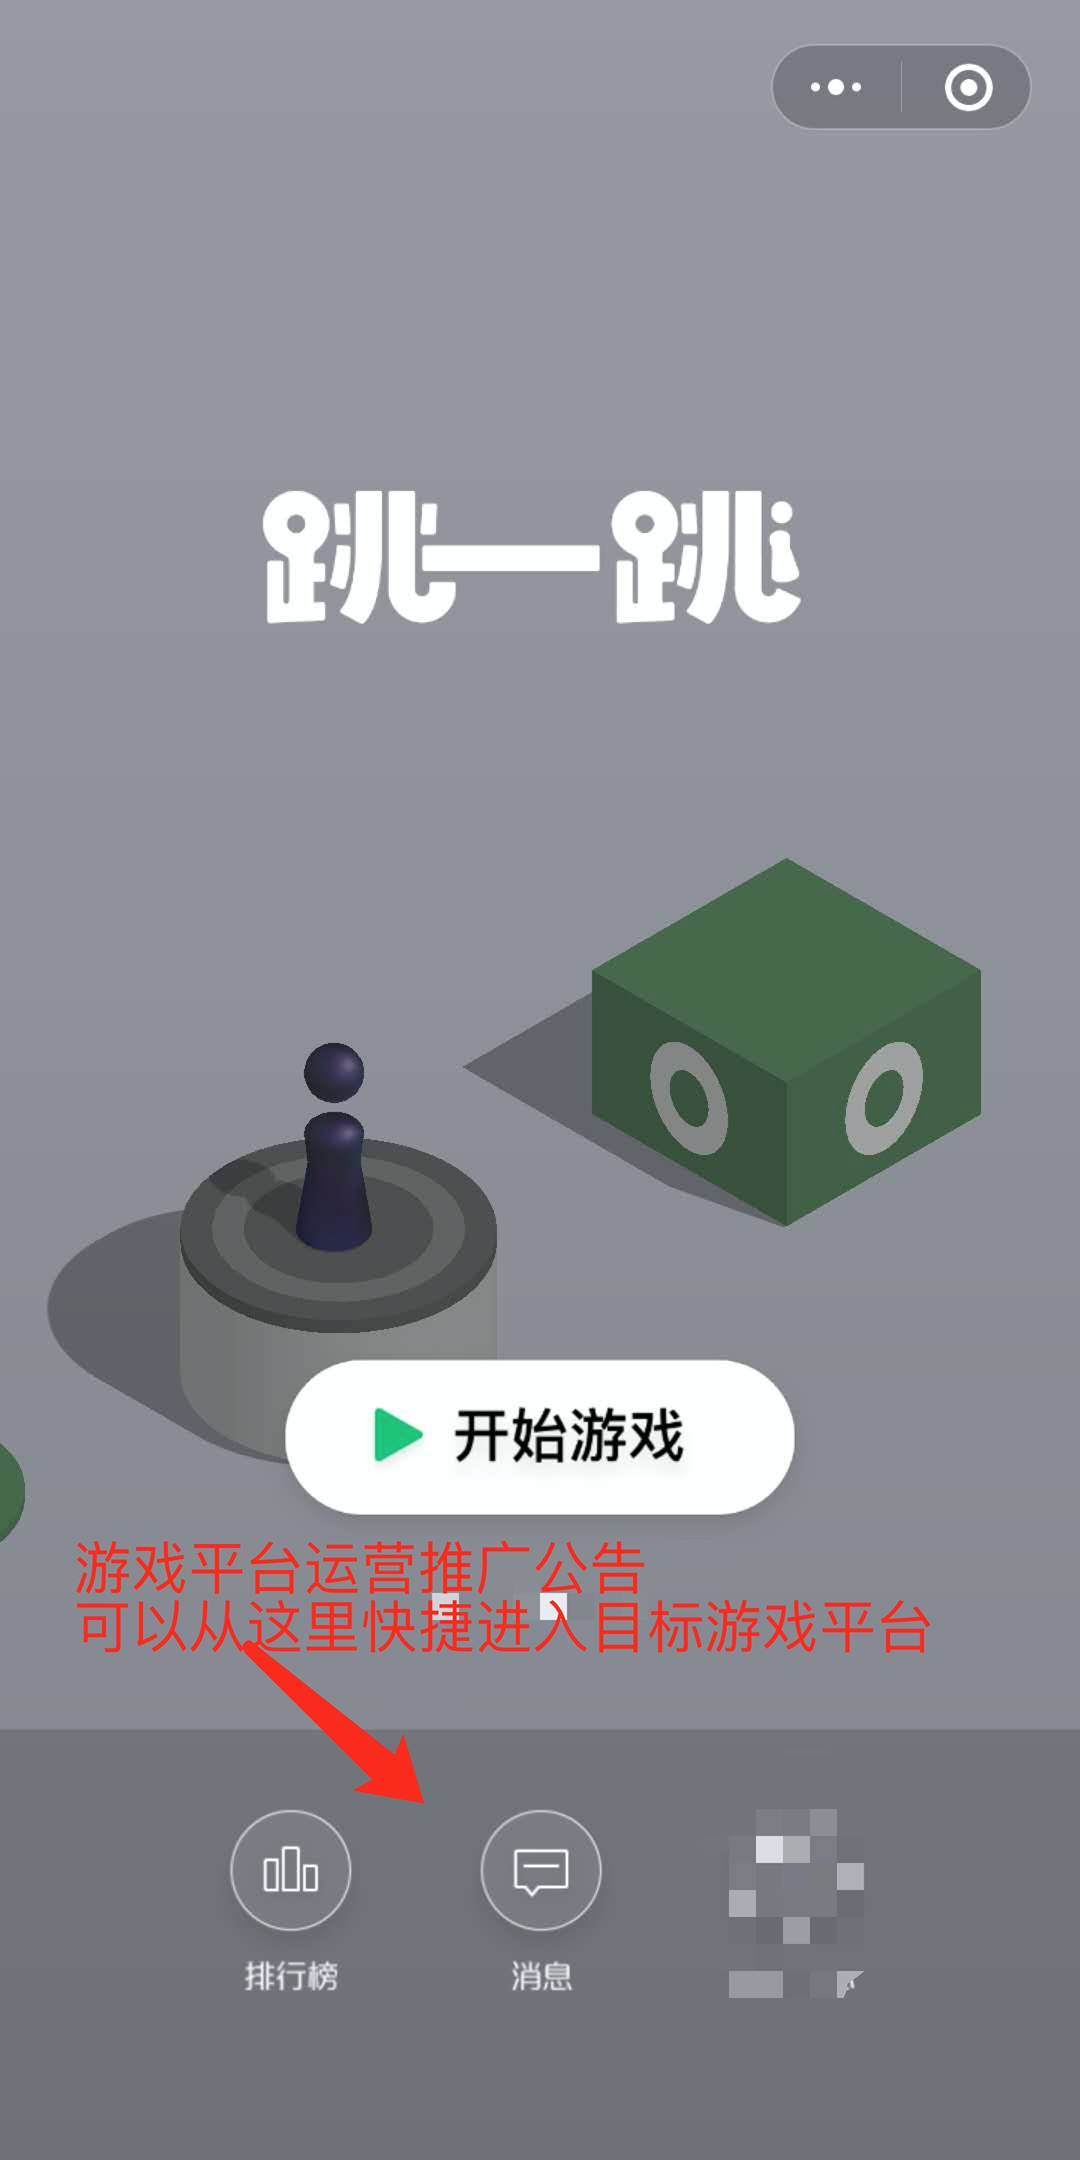 跳一跳
开始游戏
游戏平台运营推广公告
可以从这里快捷进入目标游戏平台
排行榜
消息